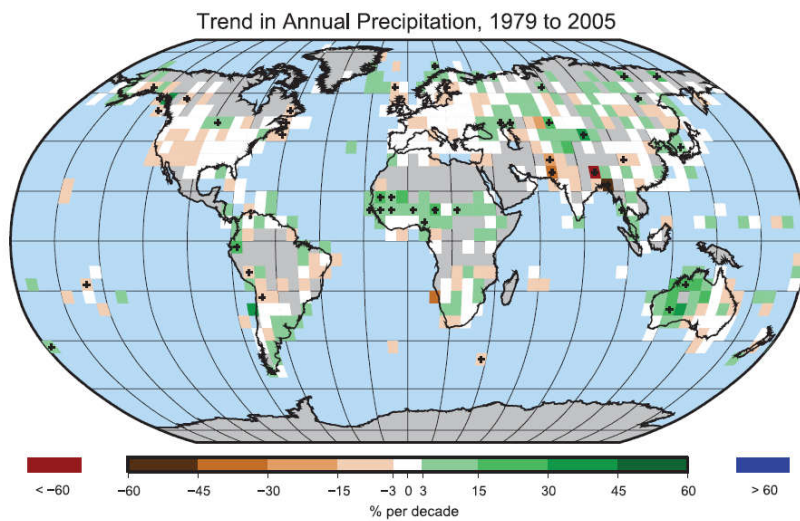 Trend in Annual Precipitation, 1979 to 2005
< −60
−60 −45 −30 −15 −3 0 3 15 30 45 60
> 60
% per decade